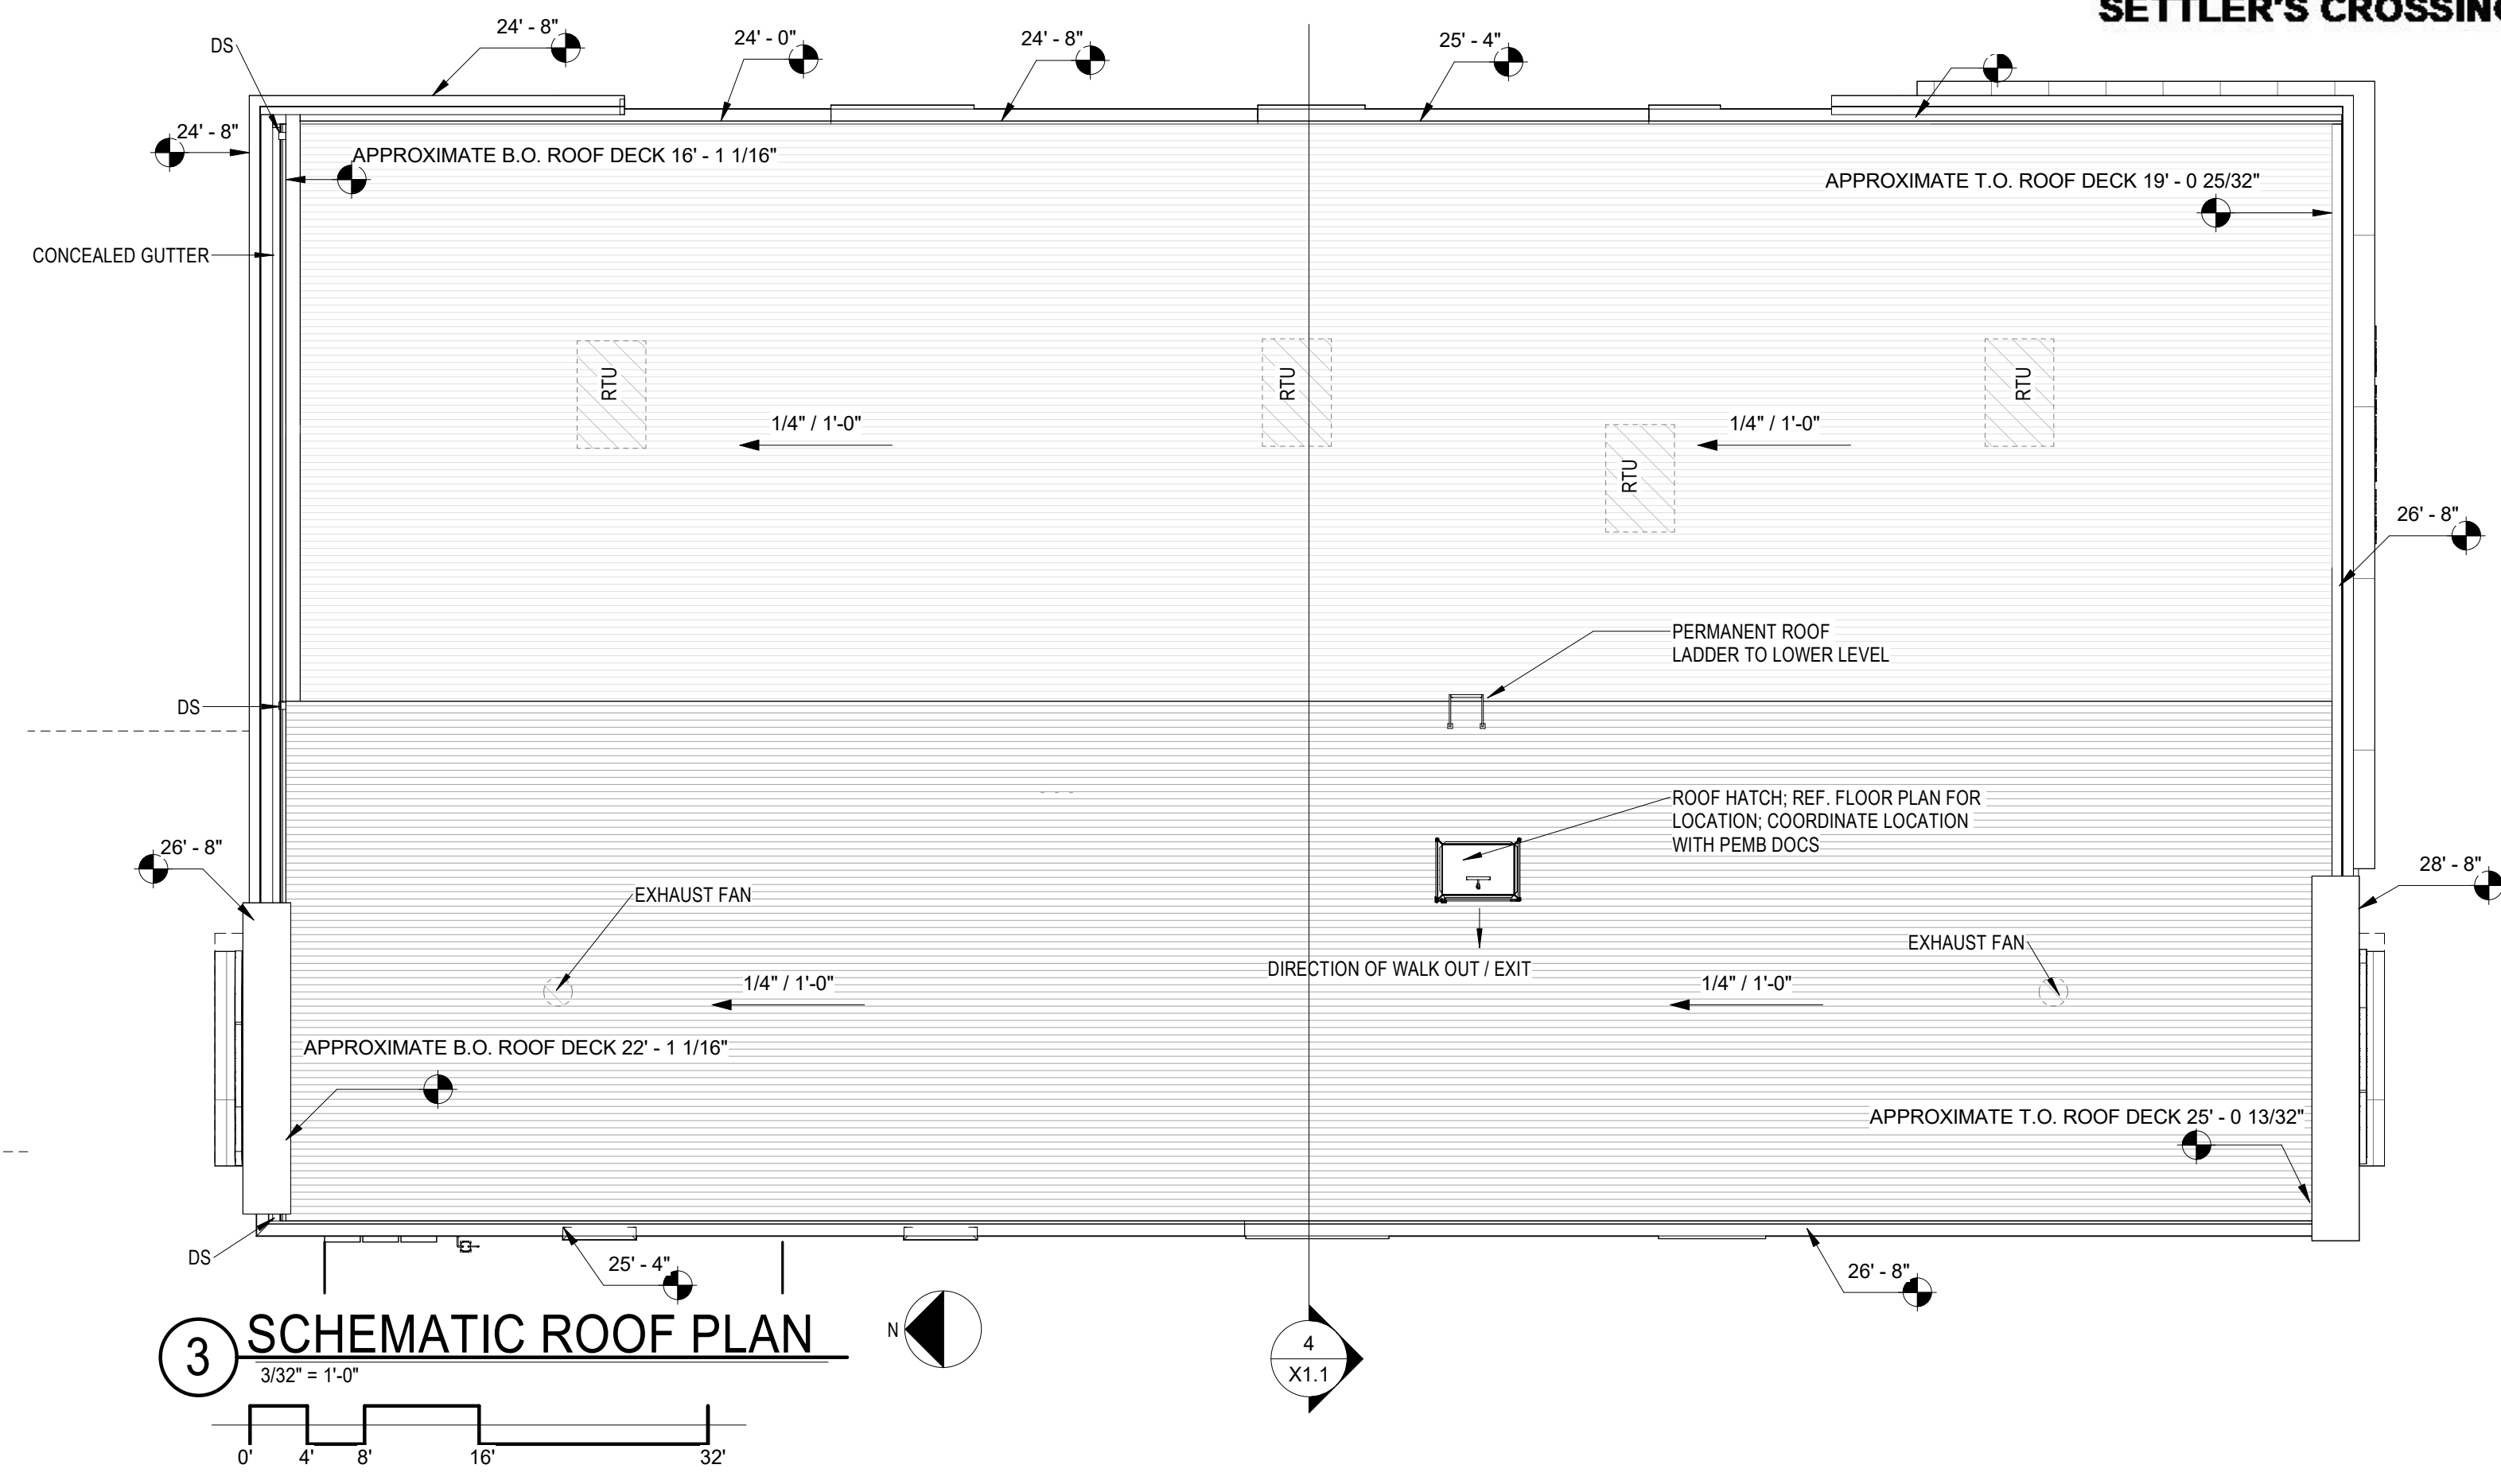 SETTLER'S CROSSING
24' - 8"
DS
24' - 0"
24' - 8"
25' - 4"
24' - 8"
APPROXIMATE B.O. ROOF DECK 16' - 1 1/16"
APPROXIMATE T.O. ROOF DECK 19' - 0 25/32"
CONCEALED GUTTER
RTU
RTU
RTU
1/4" / 1'-0"
1/4" / 1'-0"
RTU
26' - 8"
PERMANENT ROOF
LADDER TO LOWER LEVEL
DS
ROOF HATCH; REF. FLOOR PLAN FOR
LOCATION; COORDINATE LOCATION
WITH PEMB DOCS
26' - 8"
28' - 8"
EXHAUST FAN
EXHAUST FAN
DIRECTION OF WALK OUT / EXIT
1/4" / 1'-0"
1/4" / 1'-0"
APPROXIMATE B.O. ROOF DECK 22' - 1 1/16"
APPROXIMATE T.O. ROOF DECK 25' - 0 13/32"
DS
25' - 4"
26' - 8"
3 SCHEMATIC ROOF PLAN
3/32" = 1'-0"
N
4
X1.1
0' 4' 8' 16' 32'